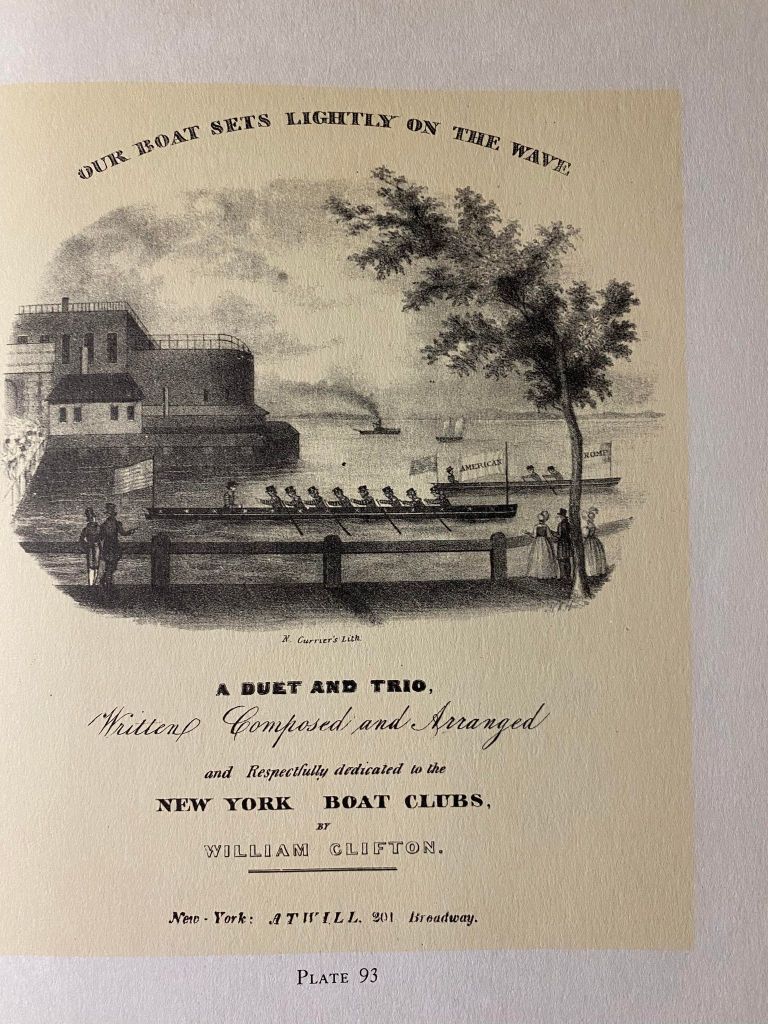 OUR BOAT SETS LIGHTLY ON THE WAVE
AMERICAN
N. Currier's Lith.
A DUET AND TRIO,
Written Composed and Arranged
and Respectfully dedicated to the
NEW YORK BOAT CLUBS,
BY
WILLIAM CLIFTON.
New-York: ATWILL, 201 Broadway.
PLATE 93